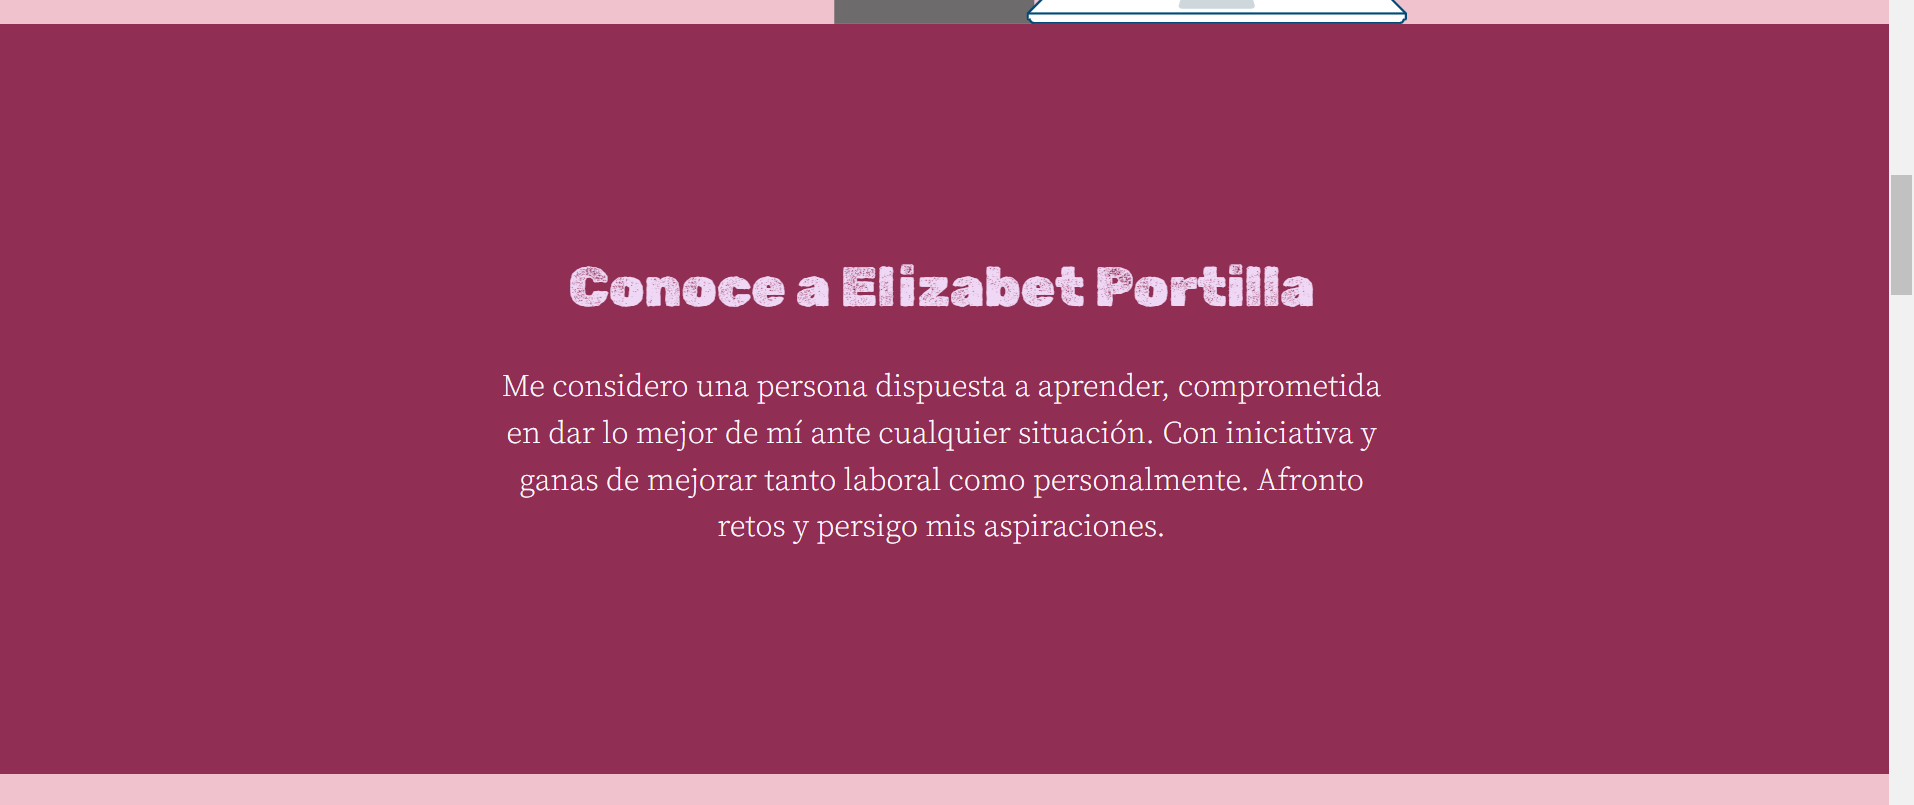 Conoce a Elizabet Portilla
Me considero una persona dispuesta a aprender, comprometida
en dar lo mejor de mí ante cualquier situación. Con iniciativa y
ganas de mejorar tanto laboral como personalmente. Afronto
retos y persigo mis aspiraciones.